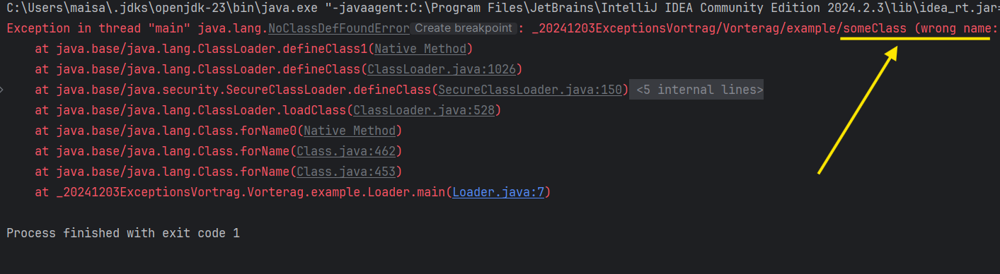 C:\Users\maisa\.jdks\openjdk-23\bin\java.exe "-javaagent:C:\Program Files\JetBrains\IntelliJ IDEA Community Edition 2024.2.3\lib\idea_rt.jar=
Exception in thread "main" java.lang.NoClassDefFoundError Create breakpoint : _20241203ExceptionsVortrag/Vorterag/example/someClass (wrong name:
at java.base/java.lang.ClassLoader.defineClass1(Native Method)
at java.base/java.lang.ClassLoader.defineClass(ClassLoader.java:1026)
at java.base/java.security.SecureClassLoader.defineClass(SecureClassLoader.java:150) <5 internal lines>
at java.base/java.lang.ClassLoader.loadClass(ClassLoader.java:528)
at java.base/java.lang.Class.forName0(Native Method)
at java.base/java.lang.Class.forName(Class.java:462)
at java.base/java.lang.Class.forName(Class.java:453)
at _20241203ExceptionsVortrag.Vorterag.example.Loader.main(Loader.java:7)
Process finished with exit code 1